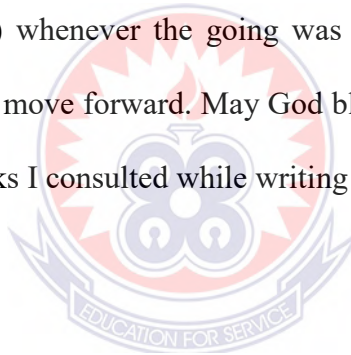 ) whenever the going was
move forward. May God bl
ks I consulted while writing
EDUCATION FOR SERVICE